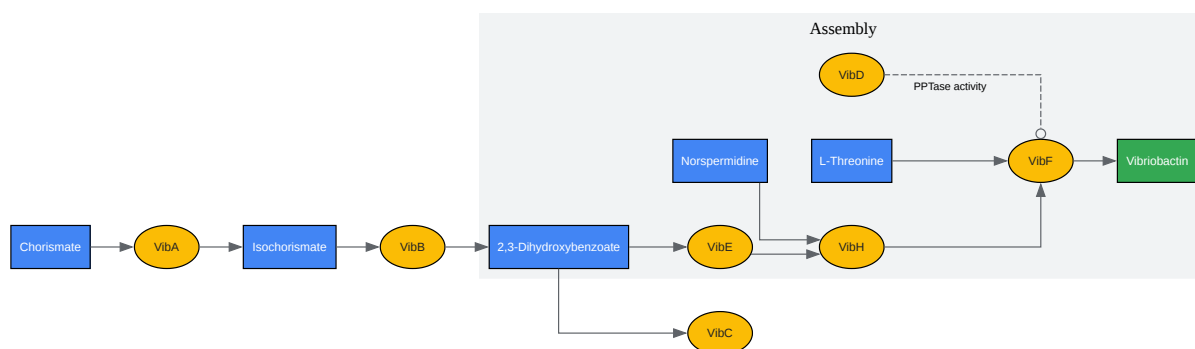 Assembly
VibD
PPTase activity
Norspermidine
L-Threonine
VibF
Vibriobactin
Chorismate
VibA
Isochorismate
VibB
2,3-Dihydroxybenzoate
VibE
VibH
VibC